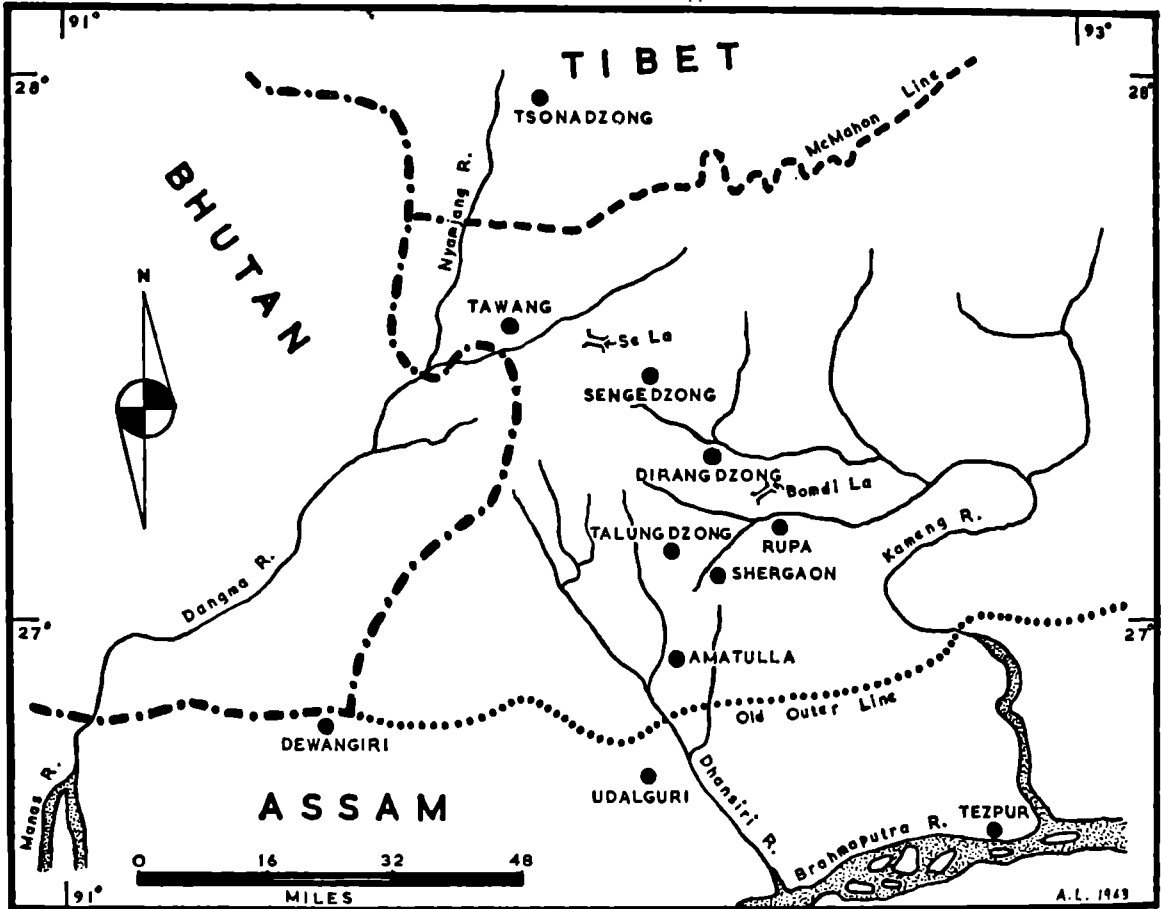 91°
93°
TIBET
28°
28°
TSONADZONG
McMahon Line
BHUTAN
Nyamjang R.
N
TAWANG
Se La
SENGEDZONG
DIRANGDZONG
Bomdi La
TALUNGDZONG
RUPA
Kameng R.
SHERGAON
Dangma R.
27°
27°
AMATULLA
Old Outer Line
DEWANGIRI
Manas R.
ASSAM
UDALGURI
Dhansiri R.
TEZPUR
Brahmaputra R.
0 16 32 48
MILES
91°
A.L. 1963